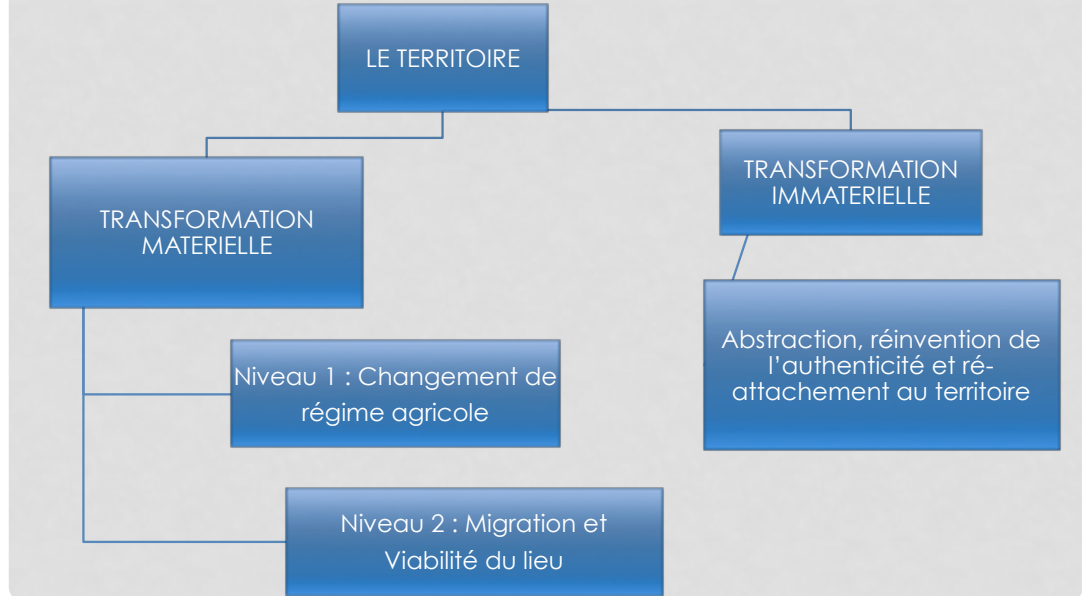 LE TERRITOIRE
TRANSFORMATION
MATERIELLE
TRANSFORMATION
IMMATERIELLE
Niveau 1 : Changement de
régime agricole
Niveau 2 : Migration et
Viabilité du lieu
Abstraction, réinvention de
l’authenticité et ré-
attachement au territoire